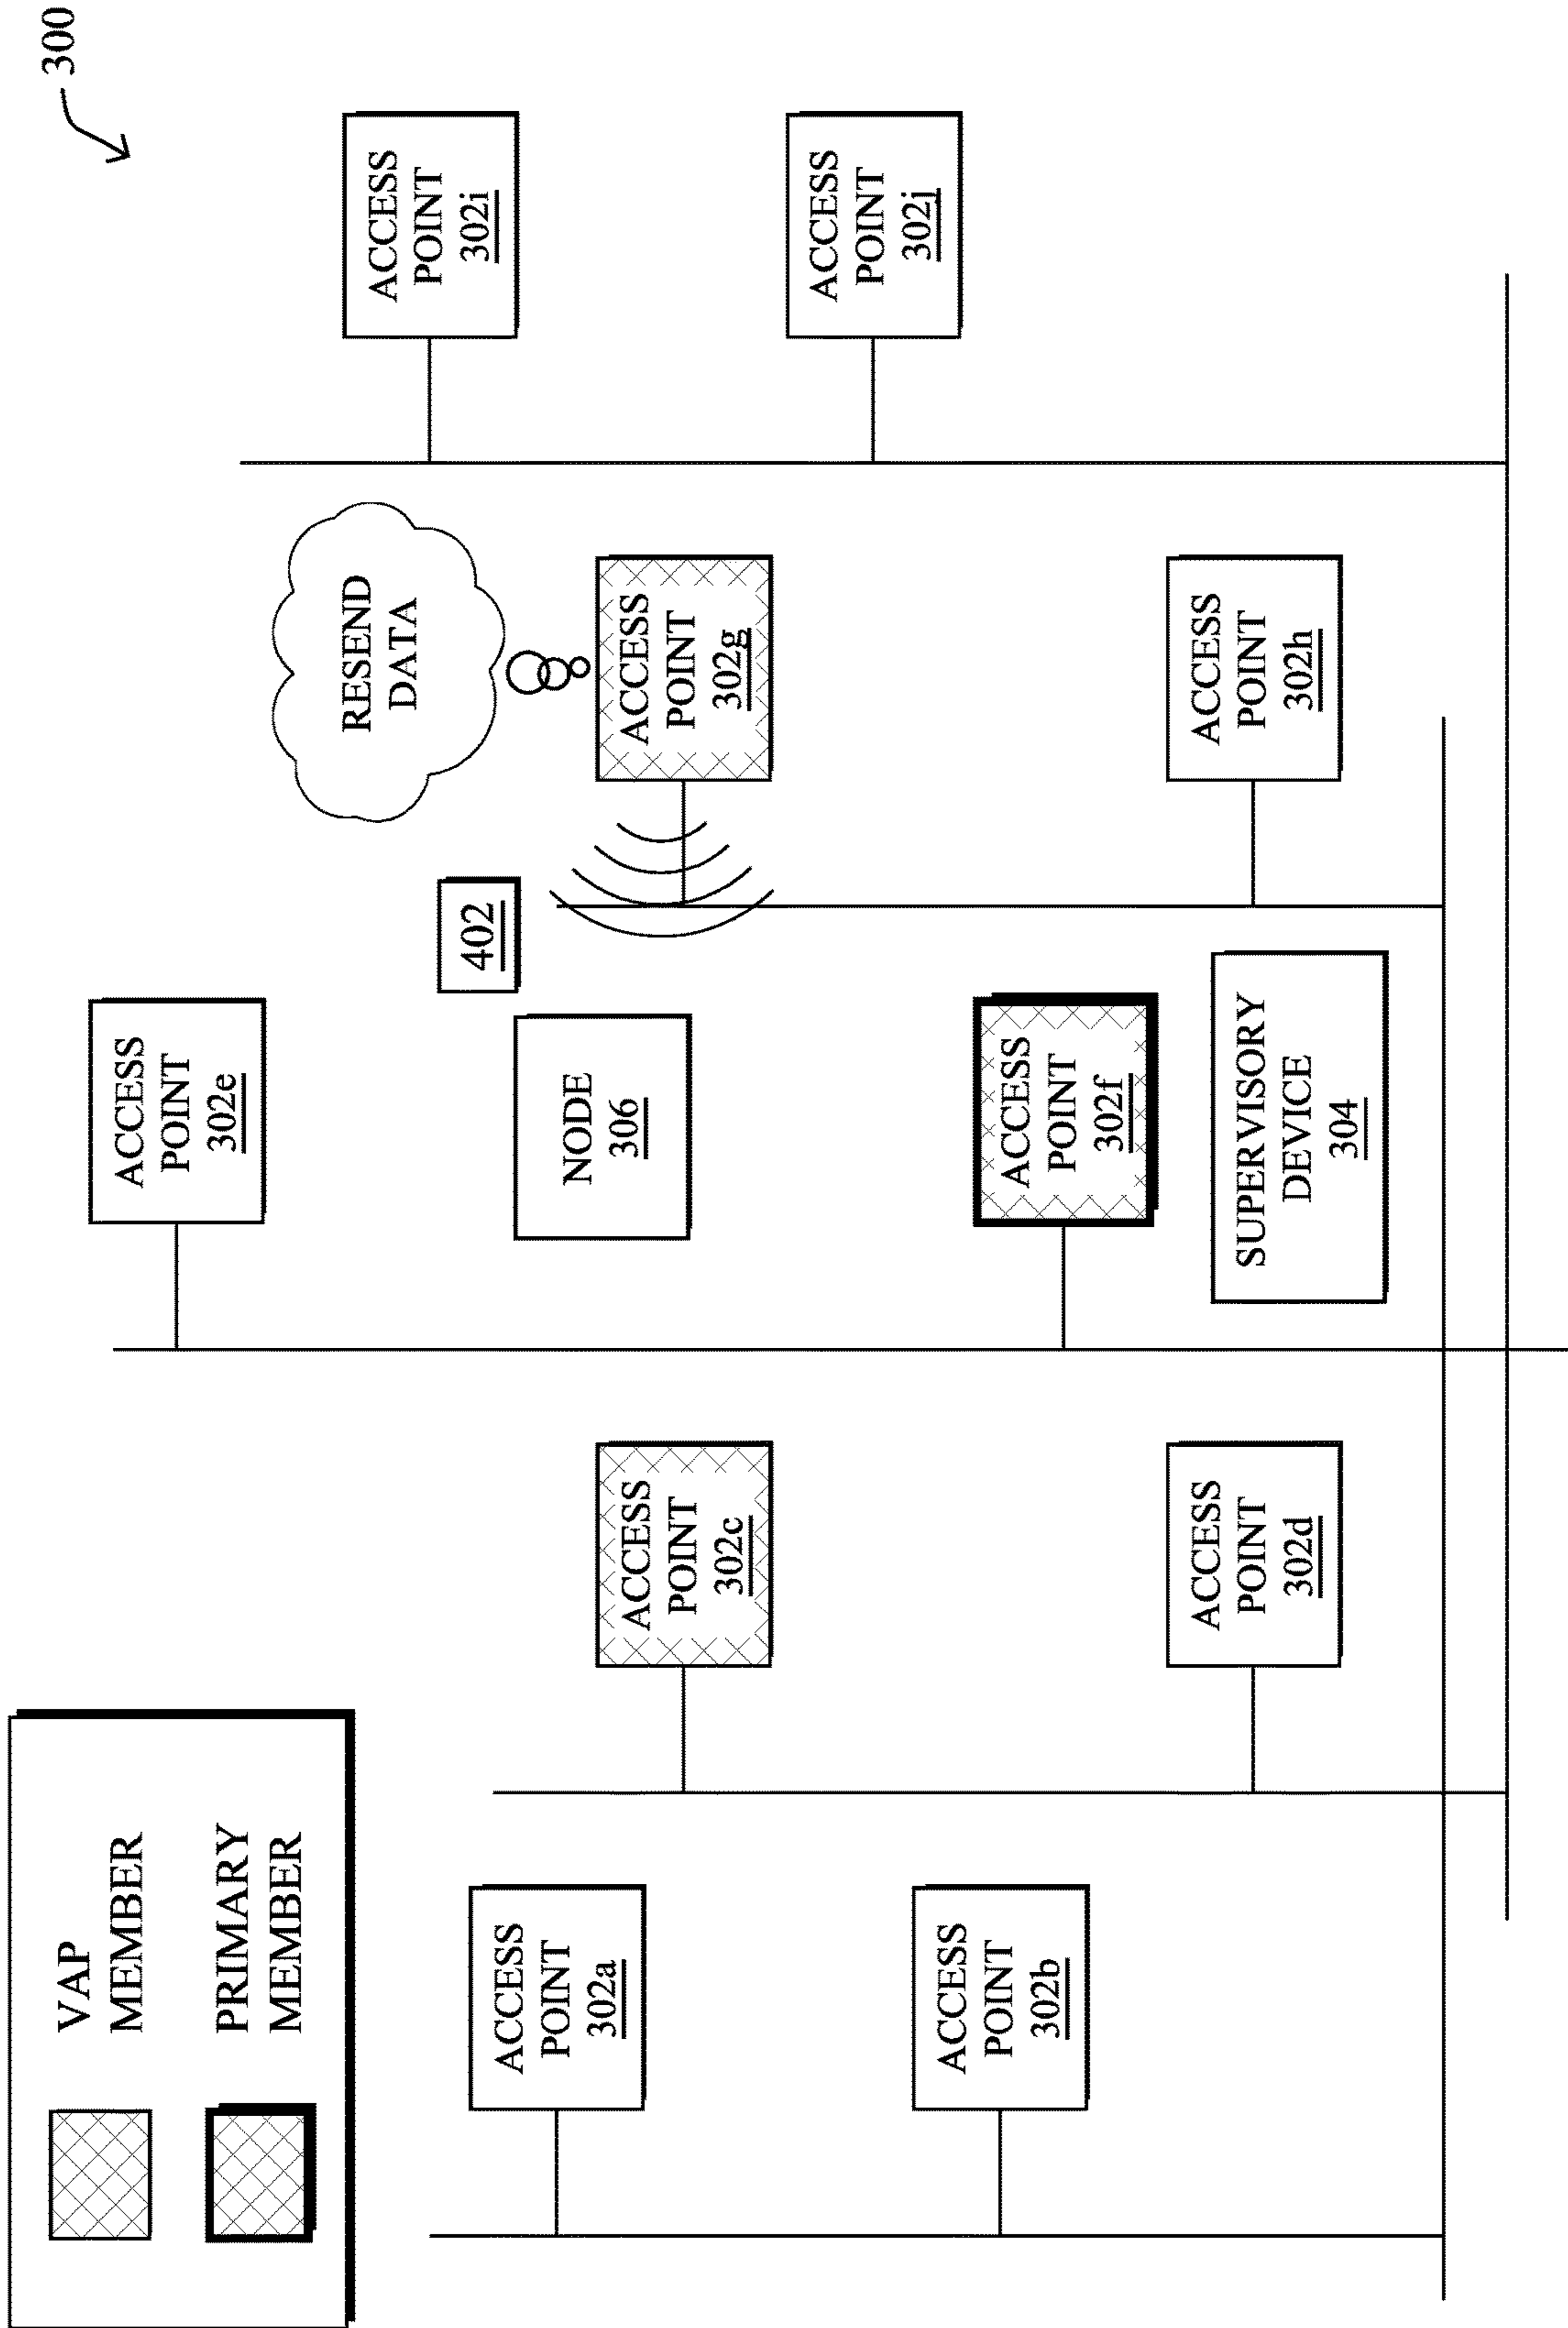 300
VAP
MEMBER
PRIMARY
MEMBER
ACCESS
POINT
302e
ACCESS
POINT
302i
RESEND
DATA
402
ACCESS
POINT
302a
ACCESS
POINT
302c
NODE
306
ACCESS
POINT
302g
ACCESS
POINT
302j
ACCESS
POINT
302b
ACCESS
POINT
302f
ACCESS
POINT
302d
SUPERVISORY
DEVICE
304
ACCESS
POINT
302h